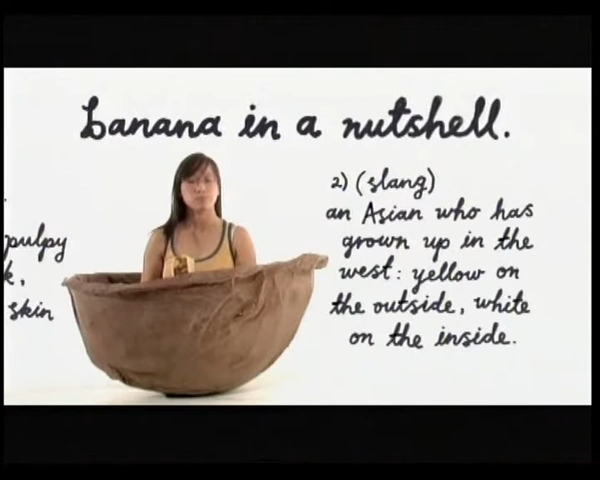 banana in a nutshell.
pulpy
skin
2) (slang)
an Asian who has
grown up in the
west: yellow on
the outside, white
on the inside.